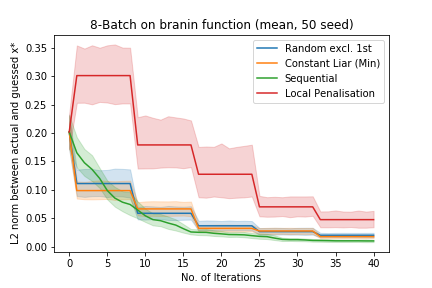 8-Batch on branin function (mean, 50 seed)
L2 norm between actual and guessed x*
0.35
0.30
0.25
0.20
0.15
0.10
0.05
0.00
Random excl. 1st
Constant Liar (Min)
Sequential
Local Penalisation
0 5 10 15 20 25 30 35 40
No. of Iterations